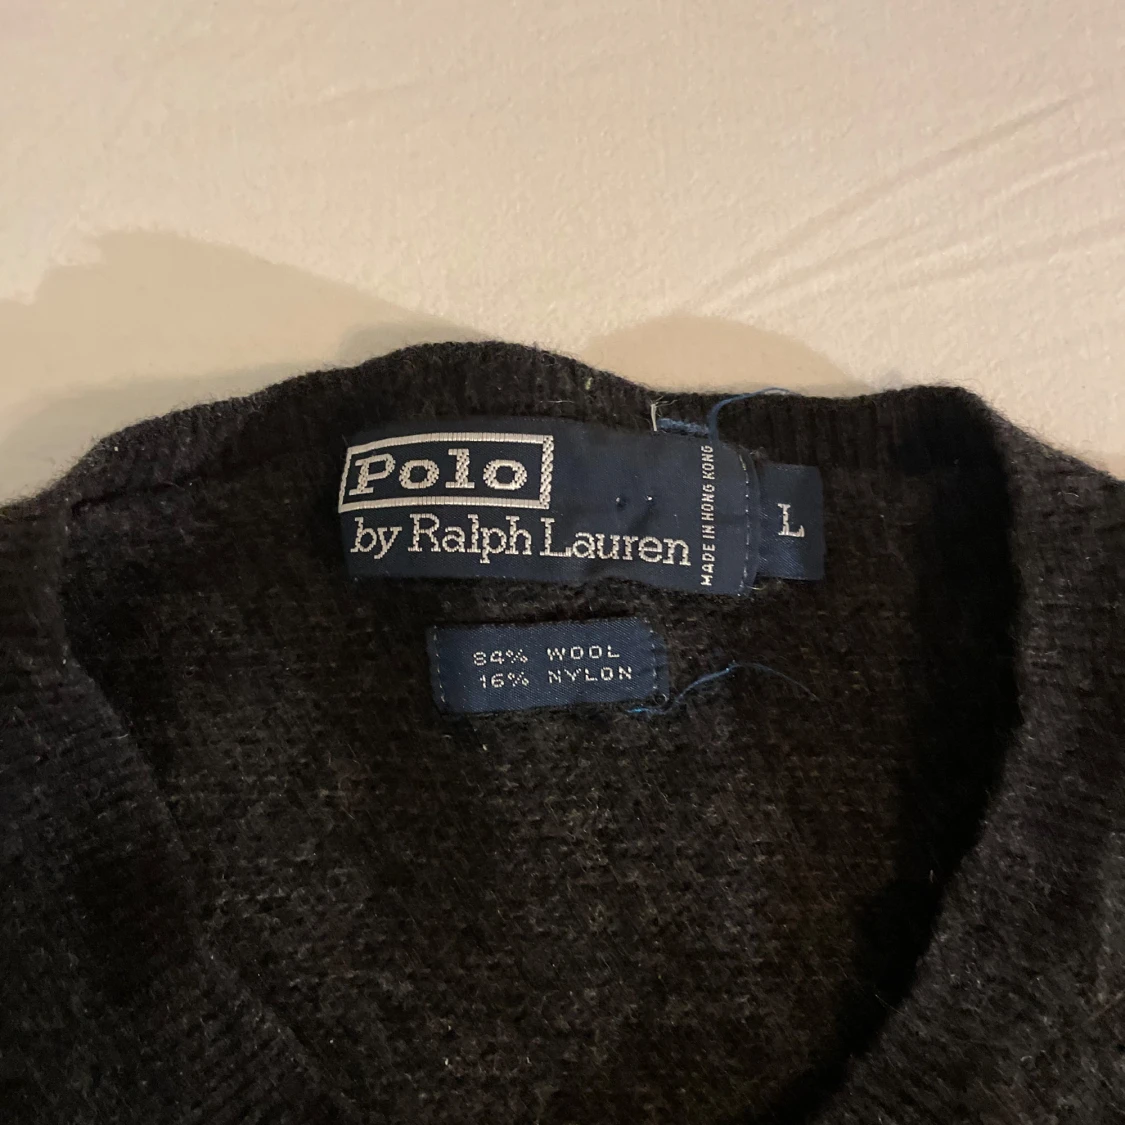 Polo
by Ralph Lauren
MADE IN HONG KONG
L
84% WOOL
16% NYLON